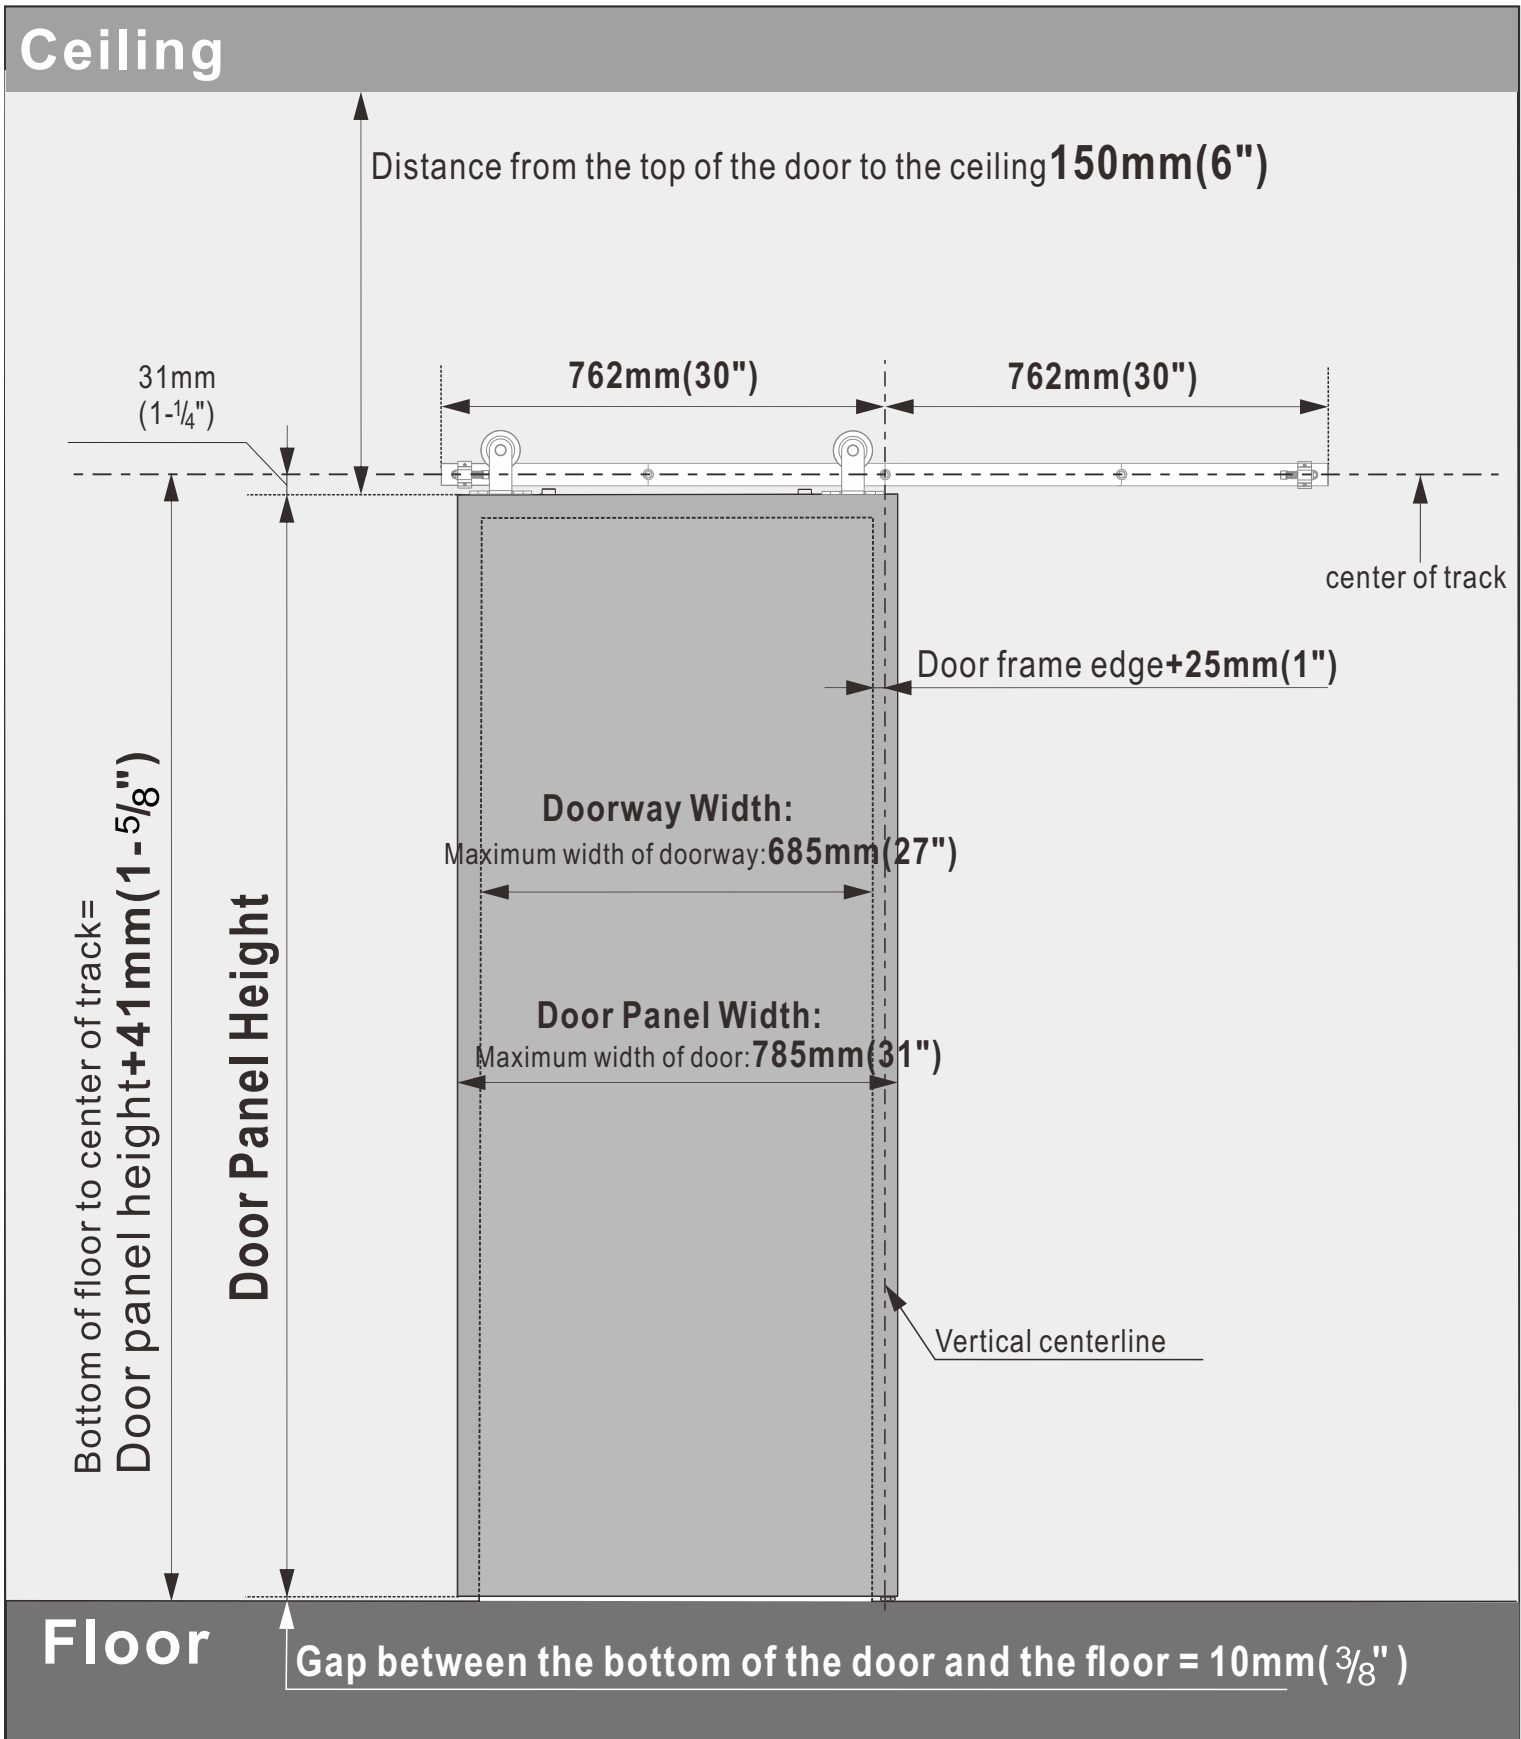 Ceiling
Distance from the top of the door to the ceiling 150mm(6")
31mm
(1-1/4")
762mm(30")
762mm(30")
center of track
Door frame edge+25mm(1")
Doorway Width:
Maximum width of doorway:685mm(27")
Door Panel Width:
Maximum width of door:785mm(31")
Bottom of floor to center of track=
Door panel height+41mm(1-5/8")
Door Panel Height
Vertical centerline
Floor
Gap between the bottom of the door and the floor = 10mm( 3/8" )